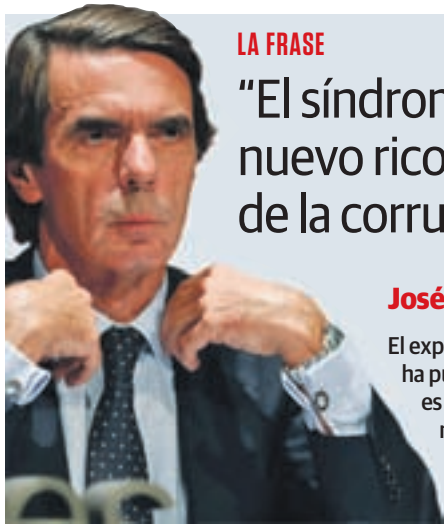 LA FRASE
“El síndrom
nuevo rico
de la corru
José
El exp
ha pu
es